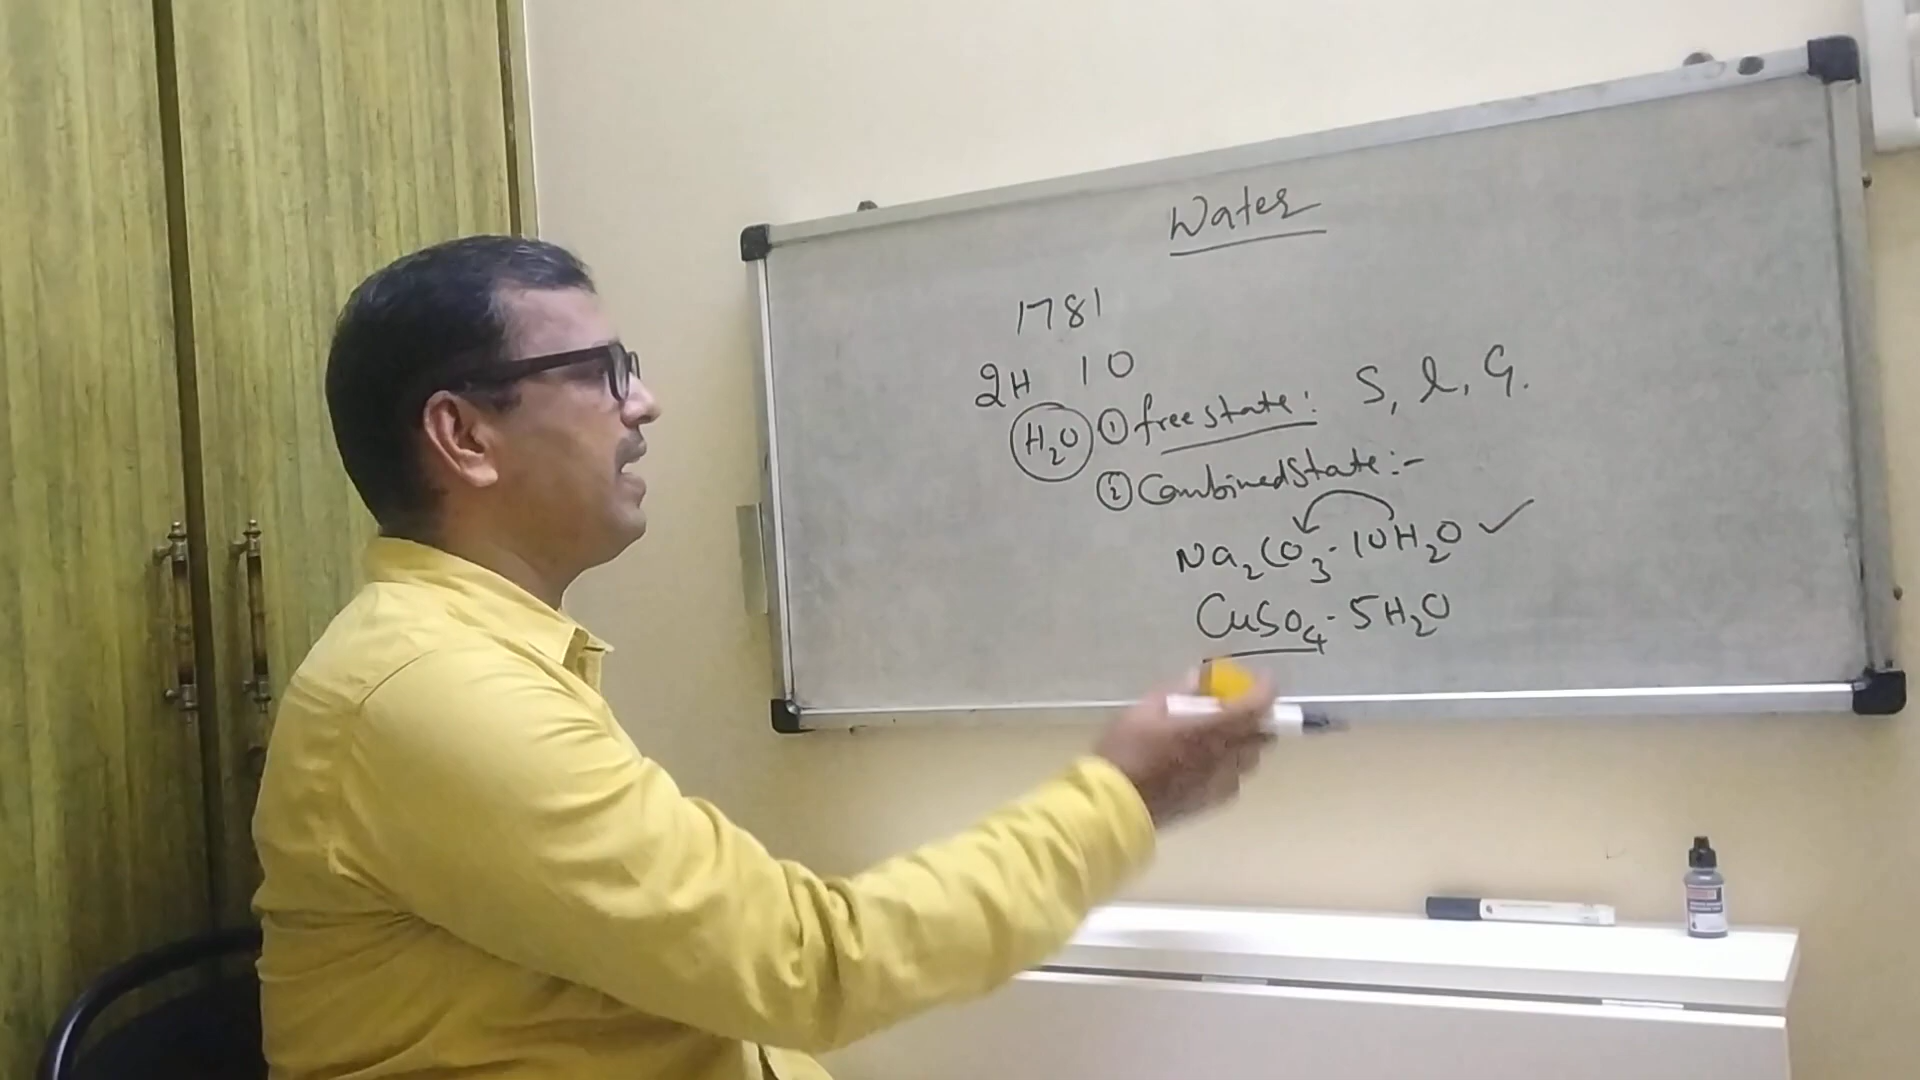 Water
1781
2H 1O
H₂O ① free state: S, l, G.
② Combined State:-
Na₂CO₃·10H₂O ✓
CuSO₄·5H₂O